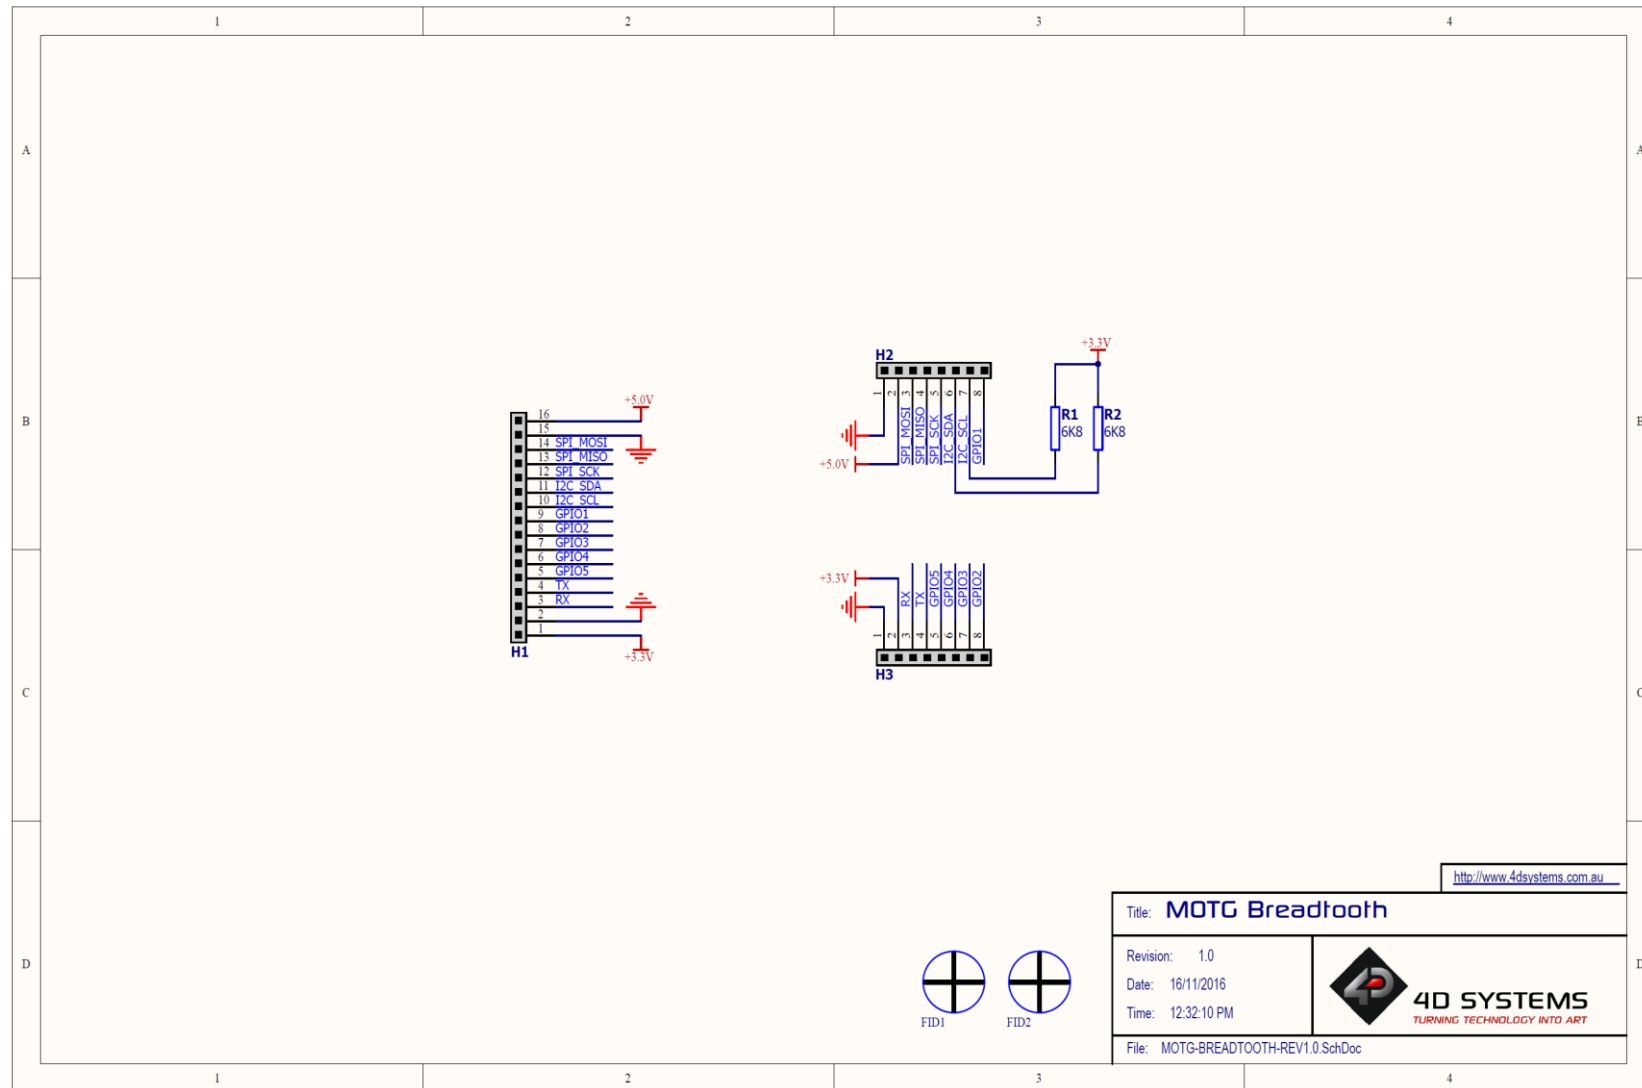 1 2 3 4
A A
+3.3V
H2
1 2 3 4 5 6 7 8
SPI_MOSI
SPI_MISO
SPI_SCK
I2C_SDA
I2C_SCL
GPIO1
R1
6K8
R2
6K8
+5.0V
B B
+5.0V
16
15
14 SPI_MOSI
13 SPI_MISO
12 SPI_SCK
11 I2C_SDA
10 I2C_SCL
9 GPIO1
8 GPIO2
7 GPIO3
6 GPIO4
5 GPIO5
4 TX
3 RX
2
1
H1
+3.3V
+3.3V
RX
TX
GPIO5
GPIO4
GPIO3
GPIO2
1 2 3 4 5 6 7 8
H3
C C
http://www.4dsystems.com.au
Title: MOTG Breadtooth
Revision: 1.0
Date: 16/11/2016
Time: 12:32:10 PM
4D SYSTEMS
TURNING TECHNOLOGY INTO ART
File: MOTG-BREADTOOTH-REV1.0.SchDoc
D D
FID1 FID2
1 2 3 4